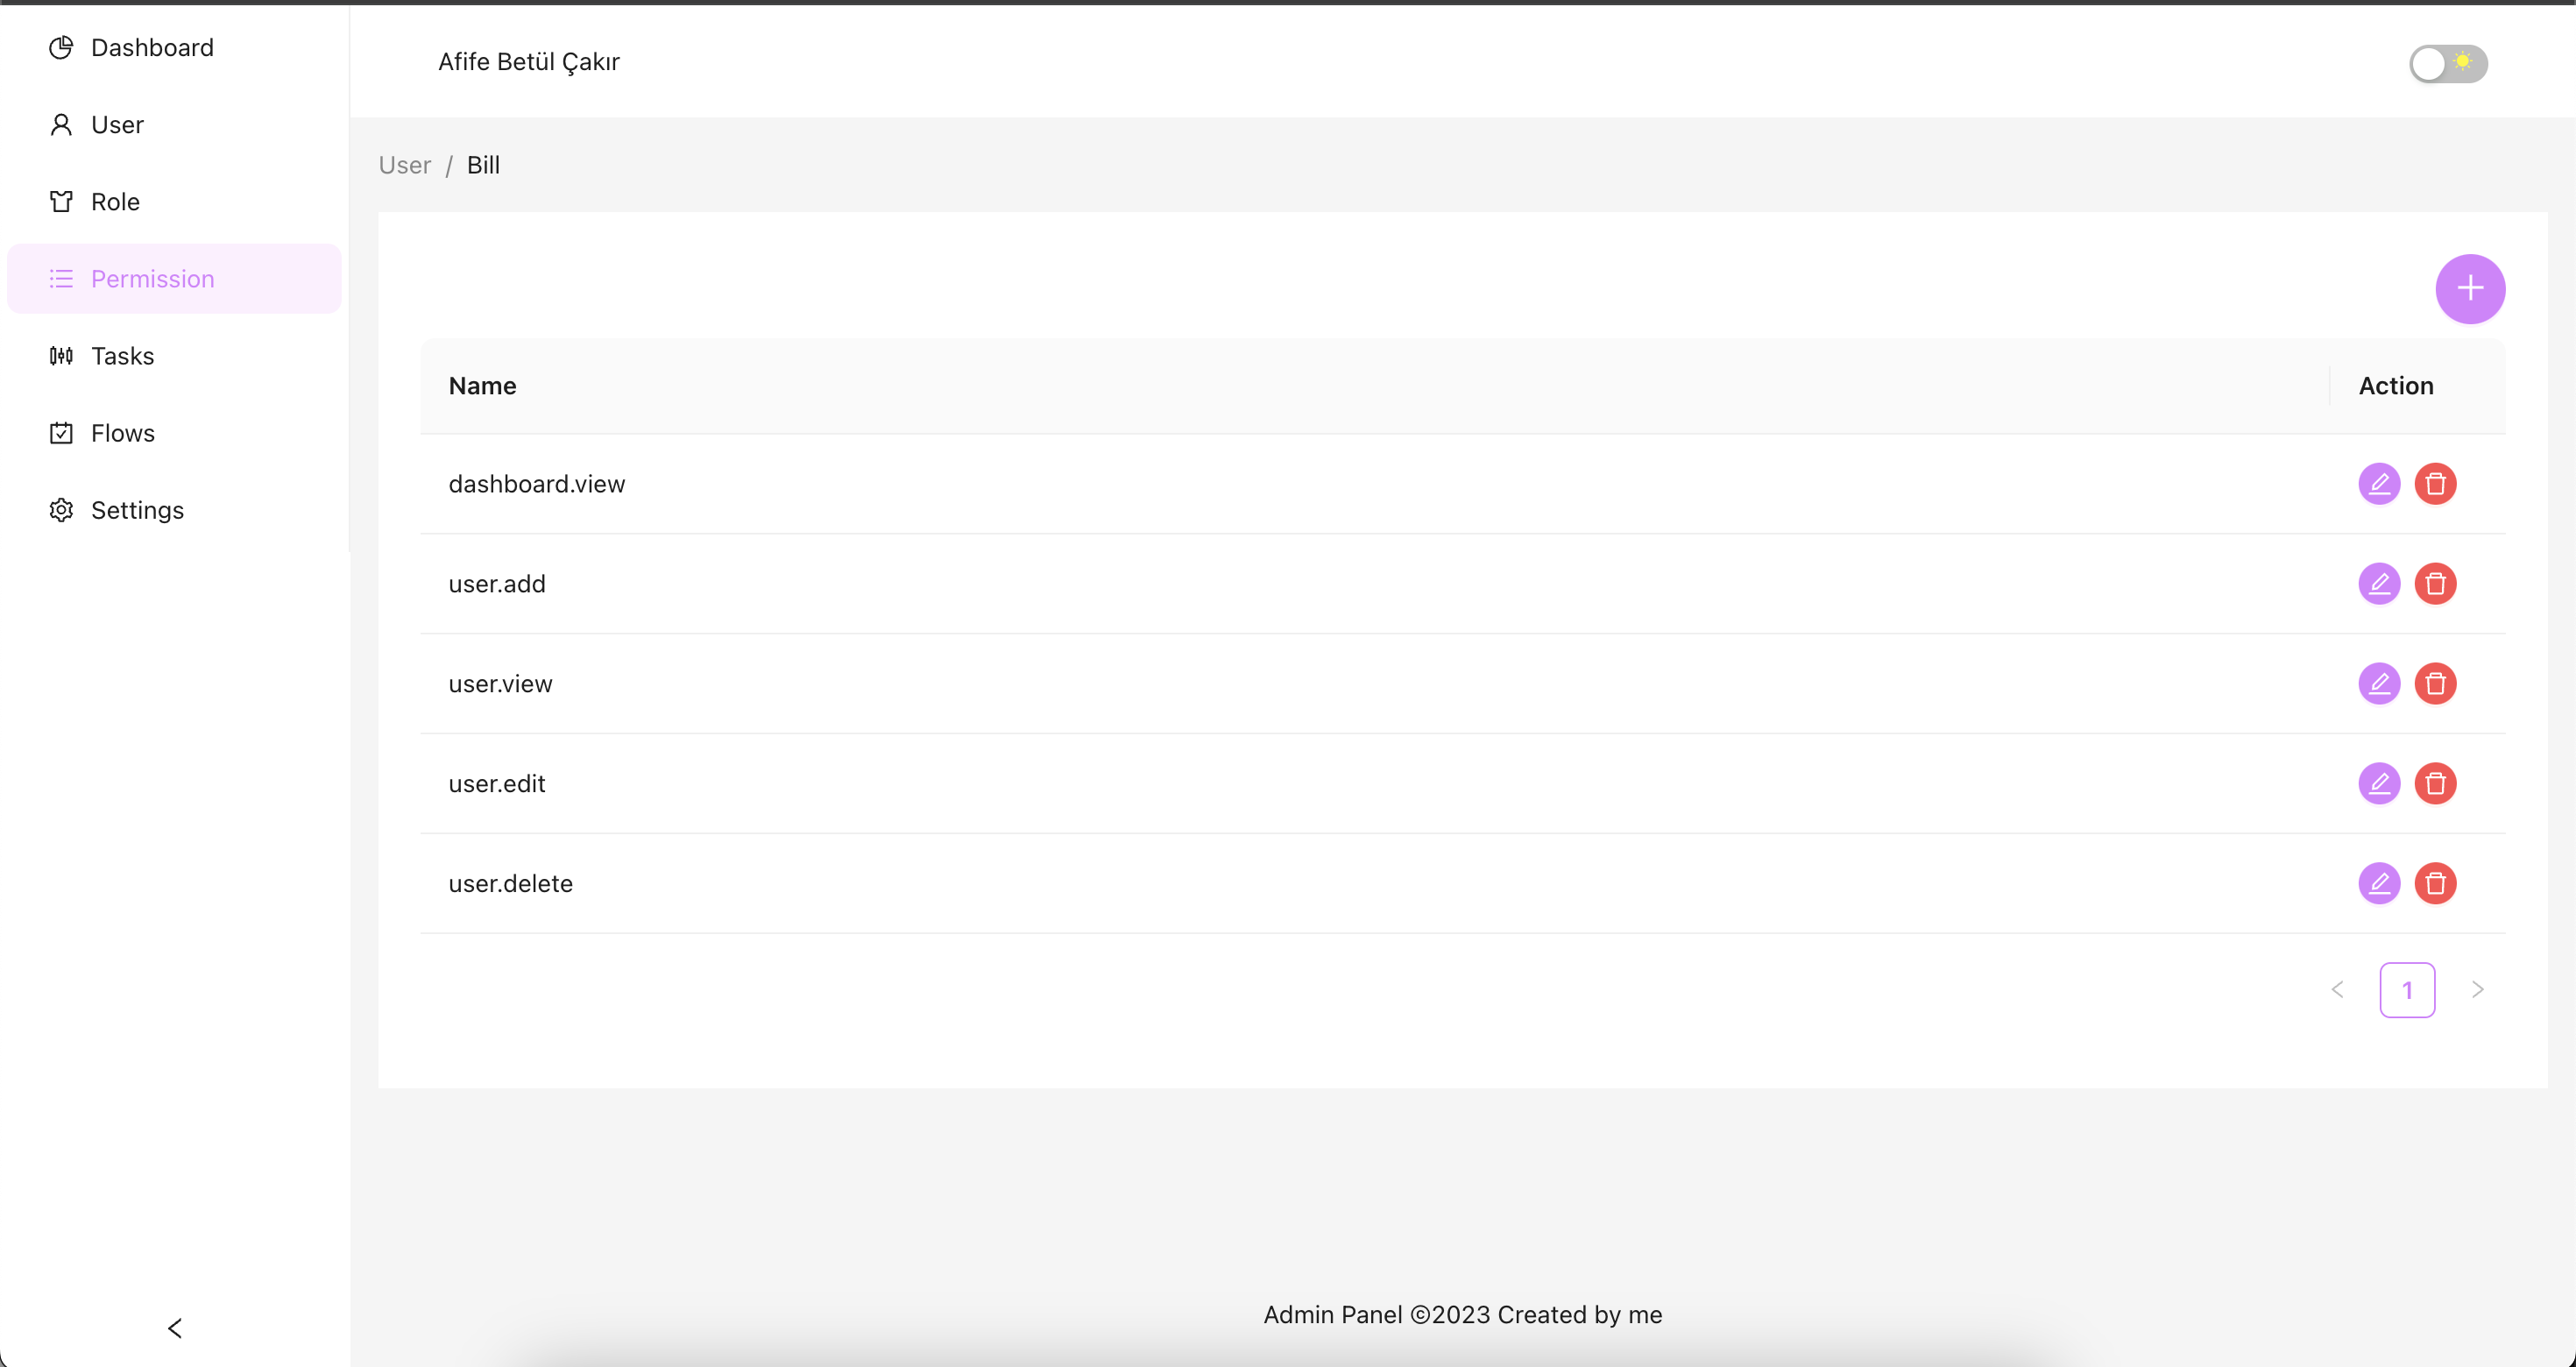 Dashboard
User
Role
Permission
Tasks
Flows
Settings
Afife Betül Çakır
User / Bill
Name Action
dashboard.view
user.add
user.view
user.edit
user.delete
1
Admin Panel ©2023 Created by me